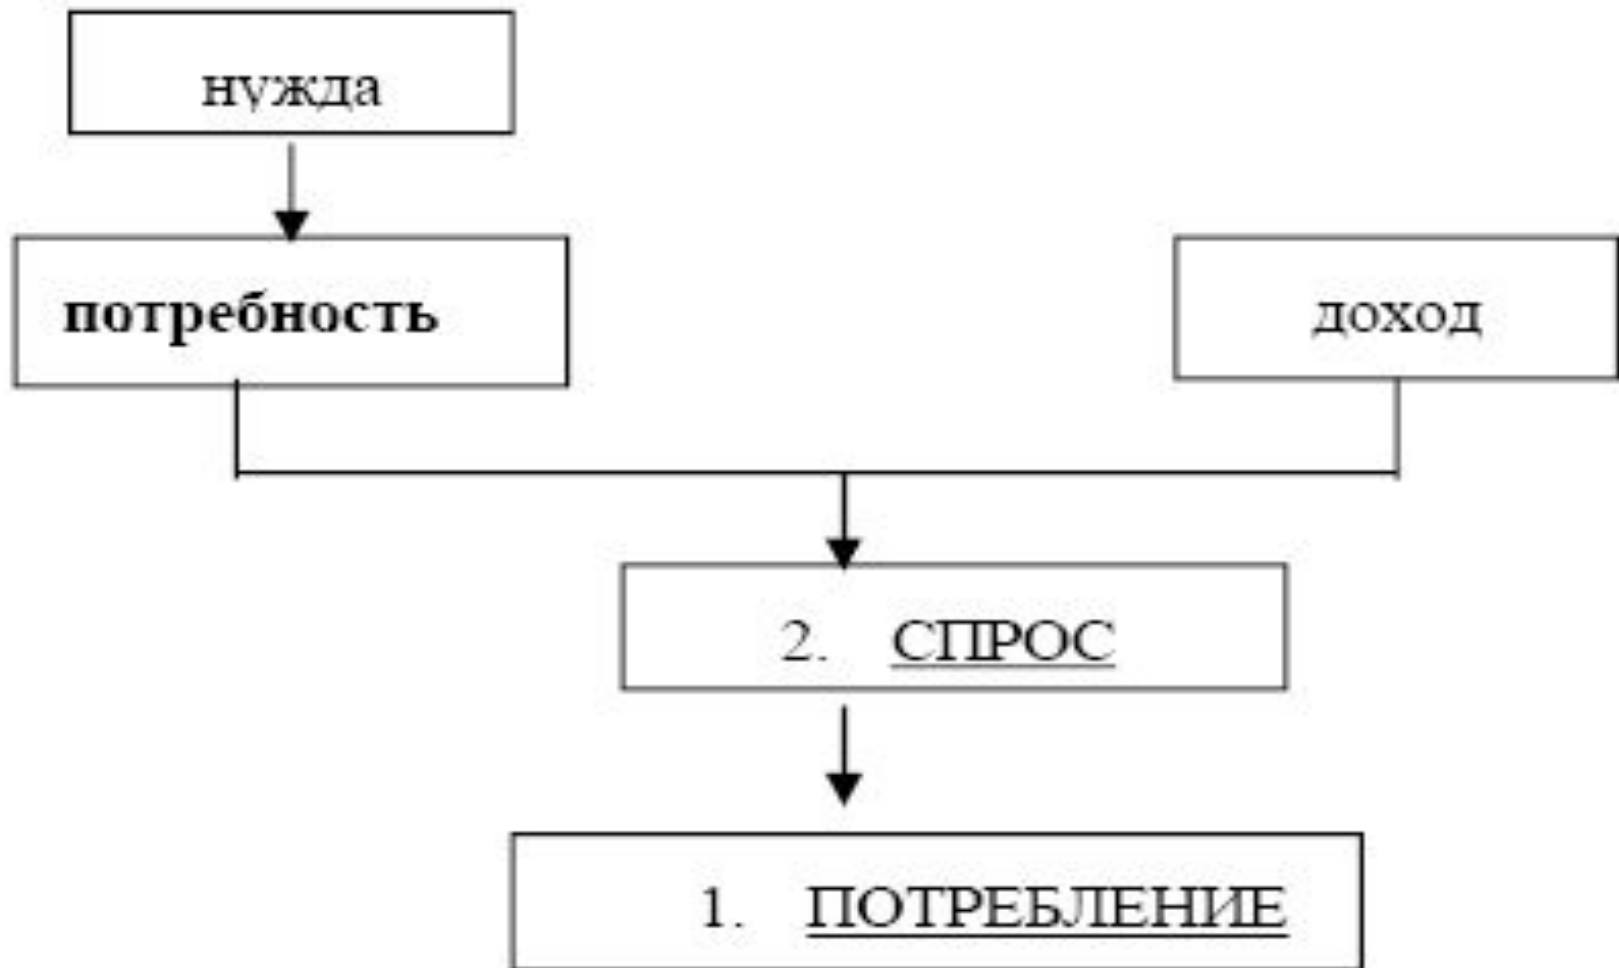 нужда
потребность
доход
2. СПРОС
1. ПОТРЕБЛЕНИЕ